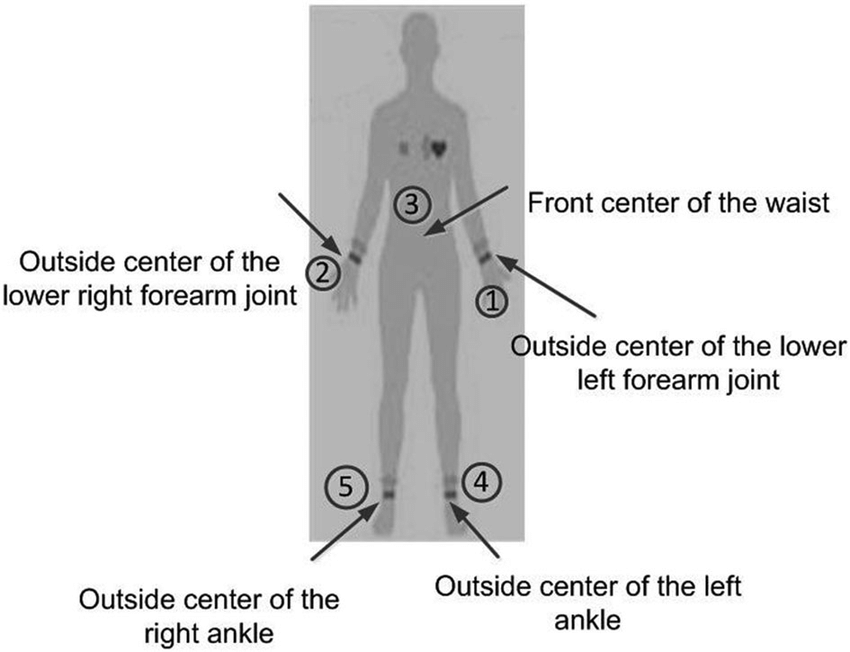 ③
Front center of the waist
Outside center of the
lower right forearm joint
②
①
Outside center of the lower
left forearm joint
⑤
④
Outside center of the
right ankle
Outside center of the left
ankle